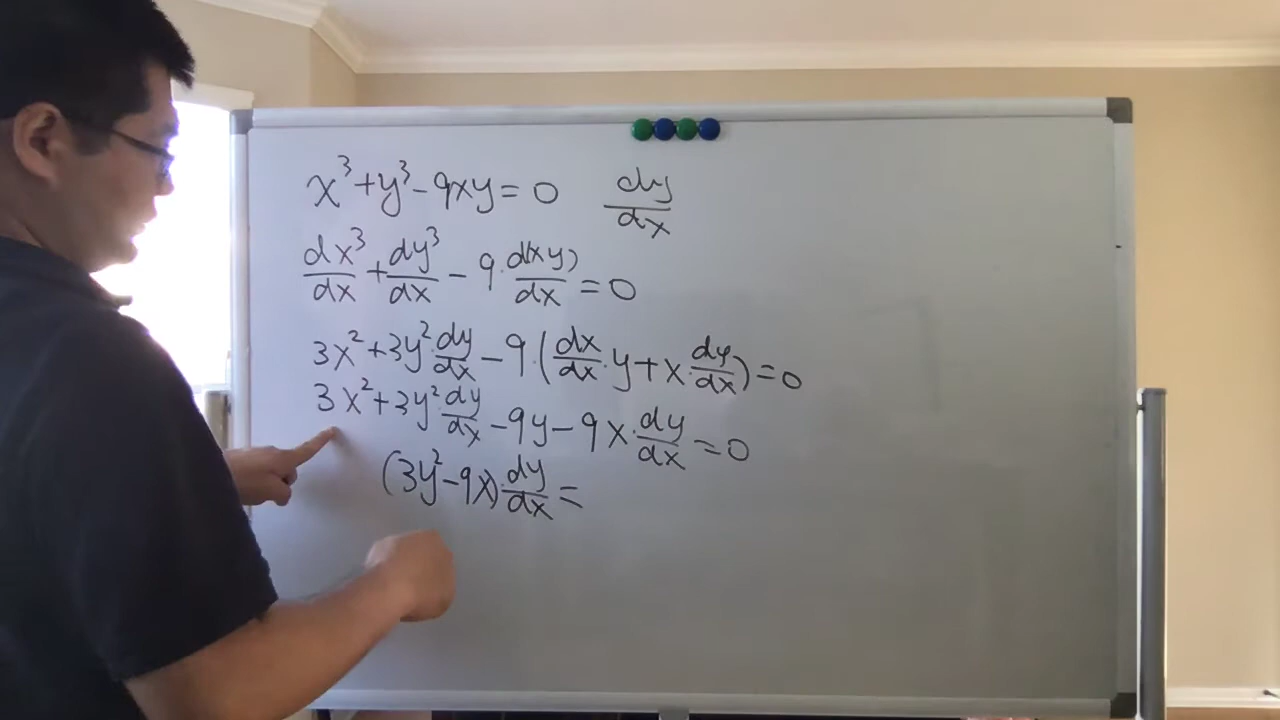 x³+y³-9xy=0 dy/dx
dx³/dx+dy³/dx-9·d(xy)/dx=0
3x²+3y²·dy/dx-9·(dx/dx·y+x·dy/dx)=0
3x²+3y²·dy/dx-9y-9x·dy/dx=0
(3y²-9x)·dy/dx=